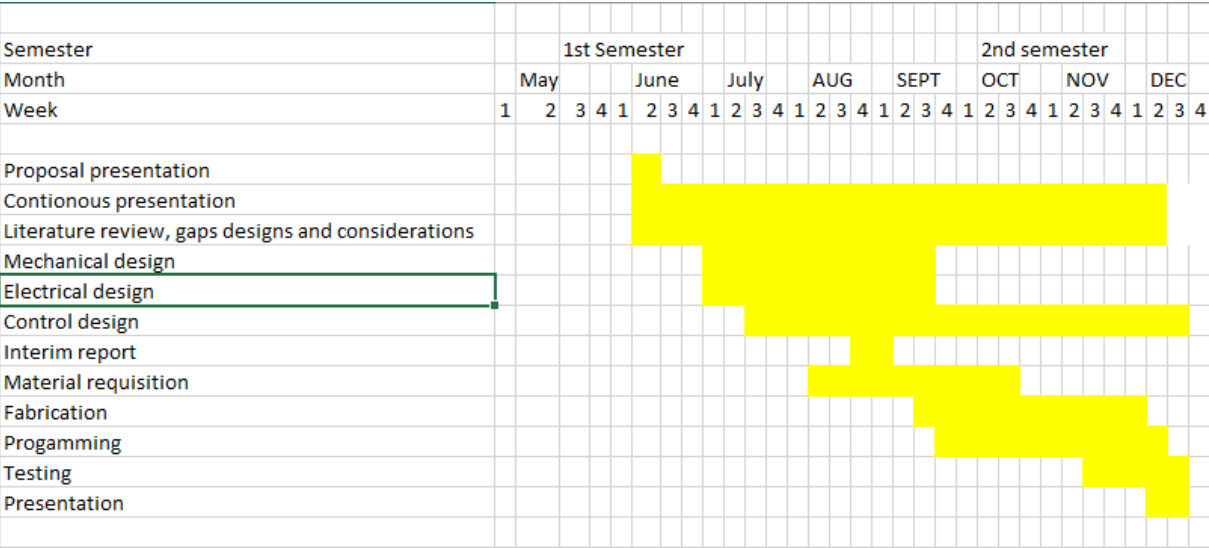 Semester 1st Semester 2nd semester
Month May June July AUG SEPT OCT NOV DEC
Week 1 2 3 4 1 2 3 4 1 2 3 4 1 2 3 4 1 2 3 4 1 2 3 4 1 2 3 4 1 2 3 4
Proposal presentation
Contionous presentation
Literature review, gaps designs and considerations
Mechanical design
Electrical design
Control design
Interim report
Material requisition
Fabrication
Progamming
Testing
Presentation